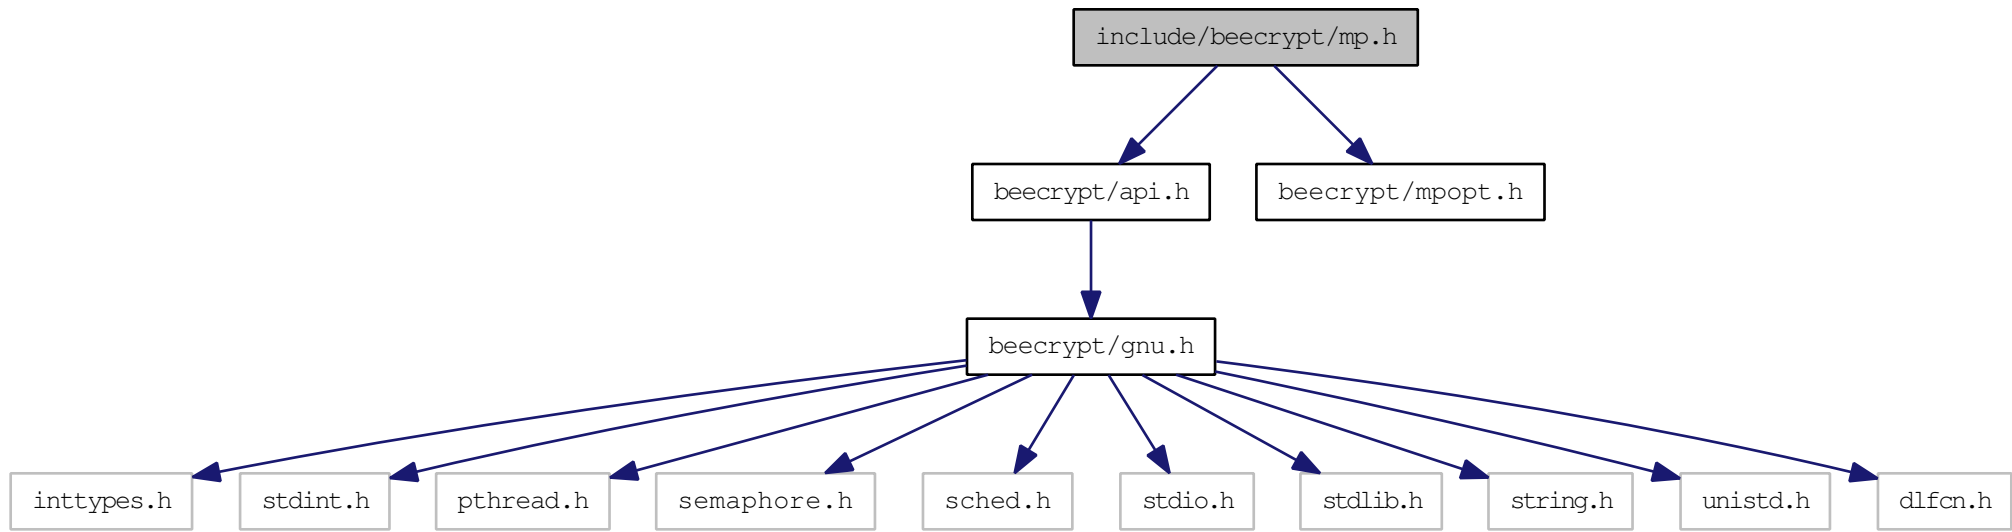 include/beecrypt/mp.h
beecrypt/api.h
beecrypt/mpopt.h
beecrypt/gnu.h
inttypes.h
stdint.h
pthread.h
semaphore.h
sched.h
stdio.h
stdlib.h
string.h
unistd.h
dlfcn.h